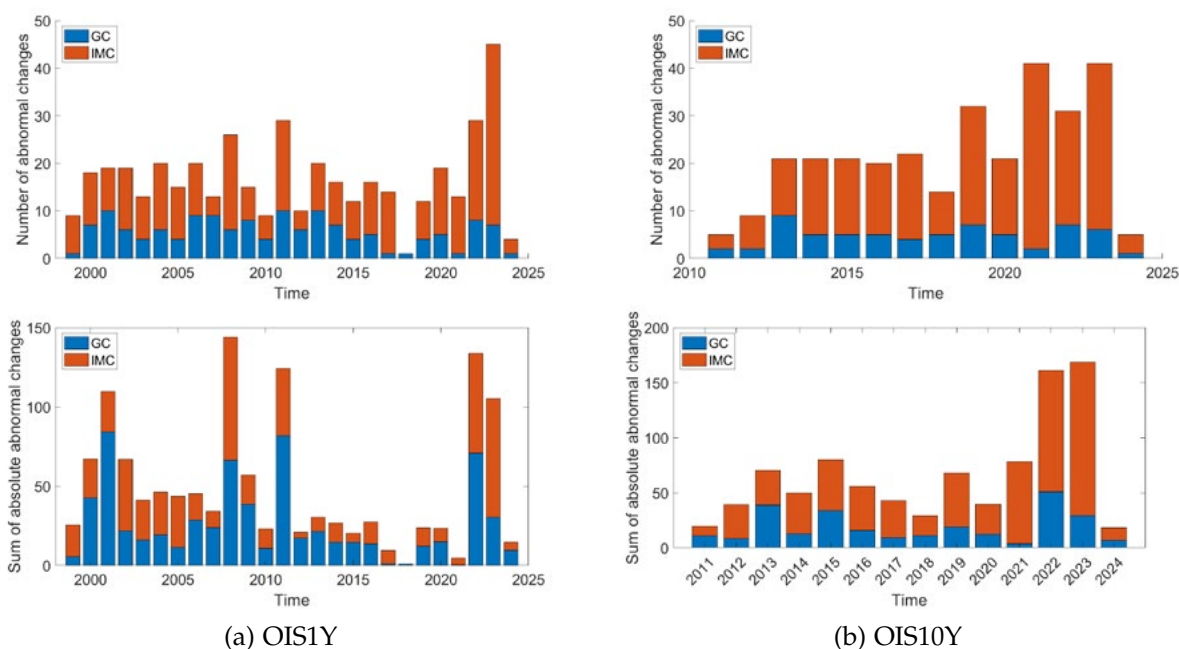 50
40
30
20
10
0
Number of abnormal changes
GC
IMC
2000 2005 2010 2015 2020 2025
Time
50
40
30
20
10
0
Number of abnormal changes
GC
IMC
2010 2015 2020 2025
Time
150
100
50
0
Sum of absolute abnormal changes
GC
IMC
2000 2005 2010 2015 2020 2025
Time
(a) OIS1Y
200
150
100
50
0
Sum of absolute abnormal changes
GC
IMC
2011 2012 2013 2014 2015 2016 2017 2018 2019 2020 2021 2022 2023 2024
Time
(b) OIS10Y